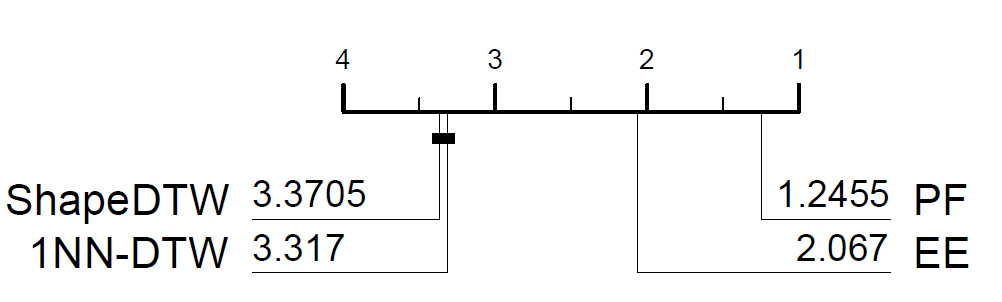 4 3 2 1
ShapeDTW 3.3705 1.2455 PF
1NN-DTW 3.317 2.067 EE